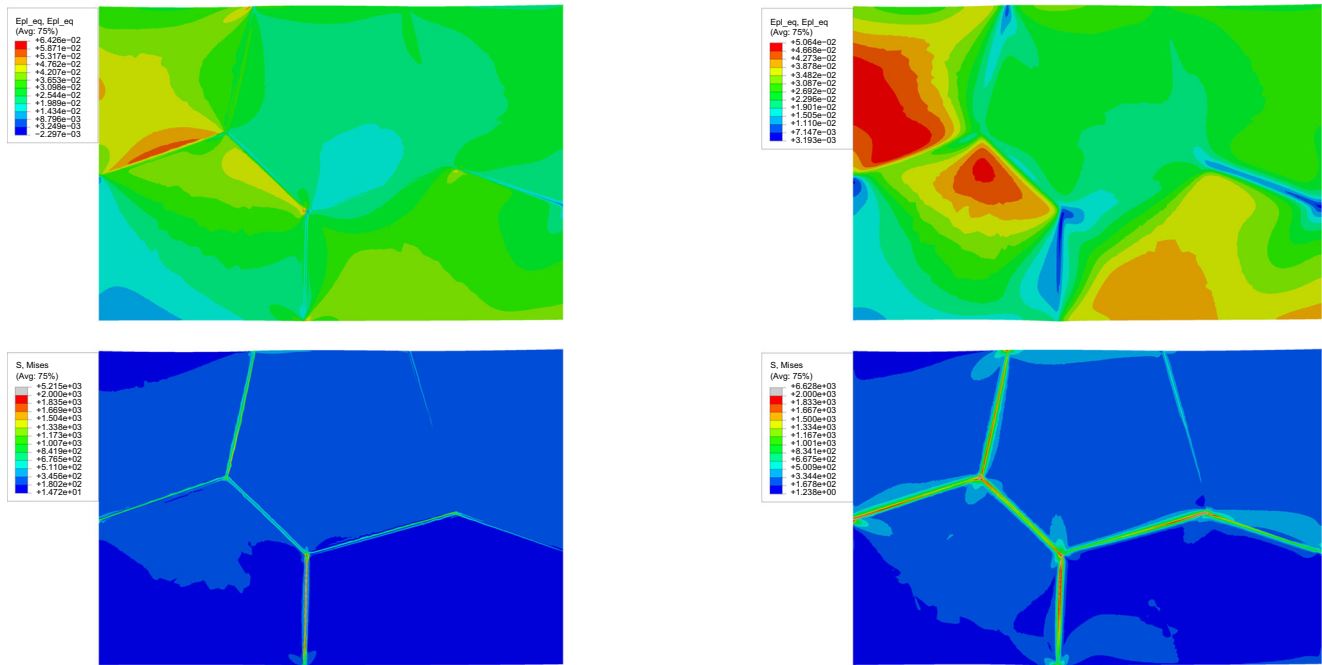 Epl_eq, Epl_eq
(Avg: 75%)
+6.426e−02
+5.871e−02
+5.317e−02
+4.762e−02
+4.207e−02
+3.653e−02
+3.098e−02
+2.544e−02
+1.989e−02
+1.434e−02
+8.796e−03
+3.249e−03
−2.297e−03
Epl_eq, Epl_eq
(Avg: 75%)
+5.064e−02
+4.668e−02
+4.273e−02
+3.878e−02
+3.482e−02
+3.087e−02
+2.692e−02
+2.296e−02
+1.901e−02
+1.505e−02
+1.110e−02
+7.147e−03
+3.193e−03
S, Mises
(Avg: 75%)
+5.215e+03
+2.000e+03
+1.835e+03
+1.669e+03
+1.504e+03
+1.338e+03
+1.173e+03
+1.007e+03
+8.419e+02
+6.765e+02
+5.110e+02
+3.456e+02
+1.802e+02
+1.472e+01
S, Mises
(Avg: 75%)
+6.628e+03
+2.000e+03
+1.833e+03
+1.667e+03
+1.500e+03
+1.334e+03
+1.167e+03
+1.001e+03
+8.341e+02
+6.675e+02
+5.009e+02
+3.344e+02
+1.678e+02
+1.238e+00